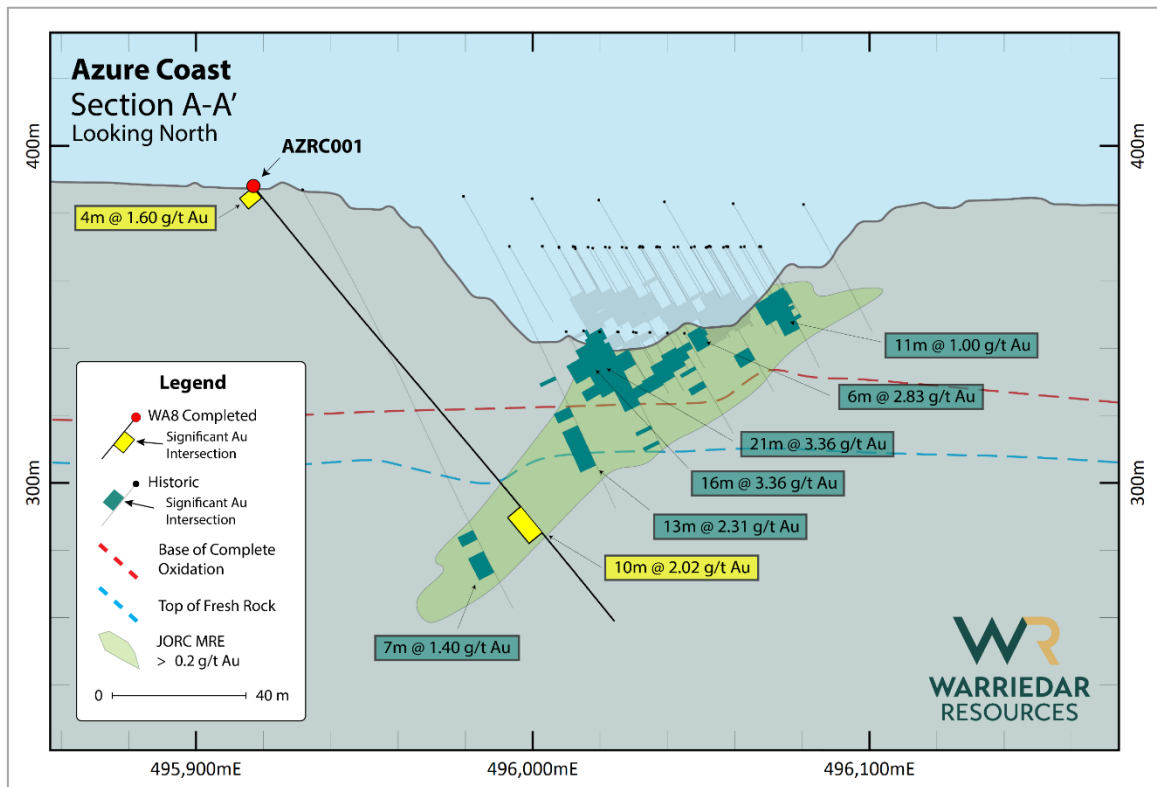 Azure Coast
Section A-A'
Looking North
AZRC001
400m
400m
4m @ 1.60 g/t Au
11m @ 1.00 g/t Au
6m @ 2.83 g/t Au
21m @ 3.36 g/t Au
16m @ 3.36 g/t Au
300m
300m
13m @ 2.31 g/t Au
10m @ 2.02 g/t Au
7m @ 1.40 g/t Au
Legend
WA8 Completed
Significant Au
Intersection
Historic
Significant Au
Intersection
Base of Complete
Oxidation
Top of Fresh Rock
JORC MRE
> 0.2 g/t Au
0 40 m
WR
WARRIEDAR
RESOURCES
495,900mE
496,000mE
496,100mE